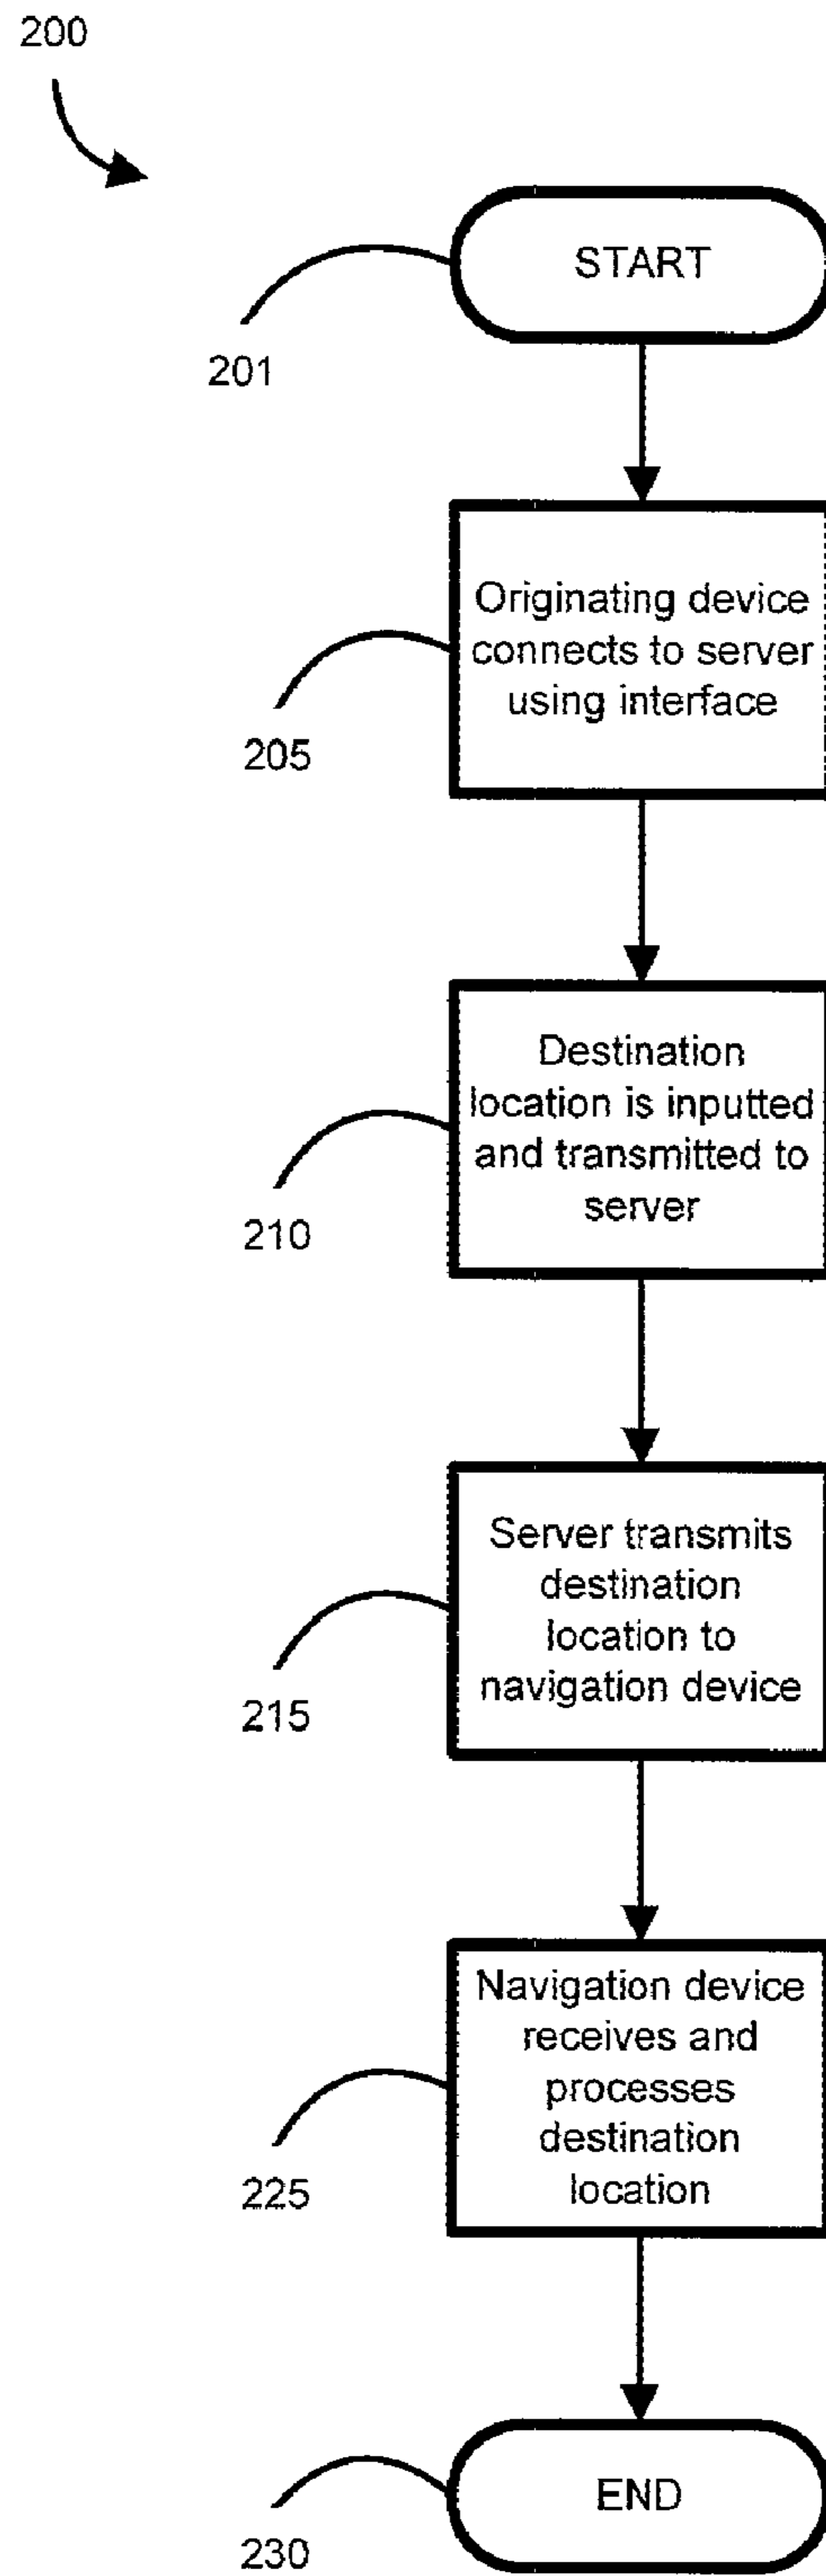 200
START
201
Originating device
connects to server
using interface
205
Destination
location is inputted
and transmitted to
server
210
Server transmits
destination
location to
navigation device
215
Navigation device
receives and
processes
destination
location
225
END
230